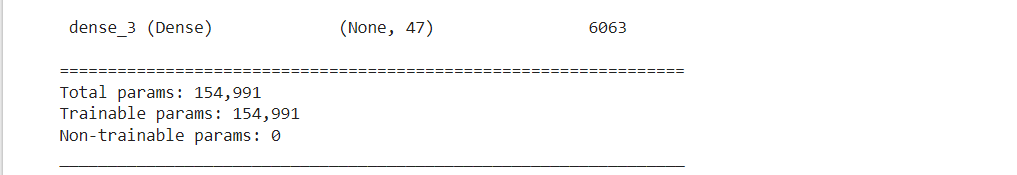 dense_3 (Dense) (None, 47) 6063
=================================================================
Total params: 154,991
Trainable params: 154,991
Non-trainable params: 0
_________________________________________________________________